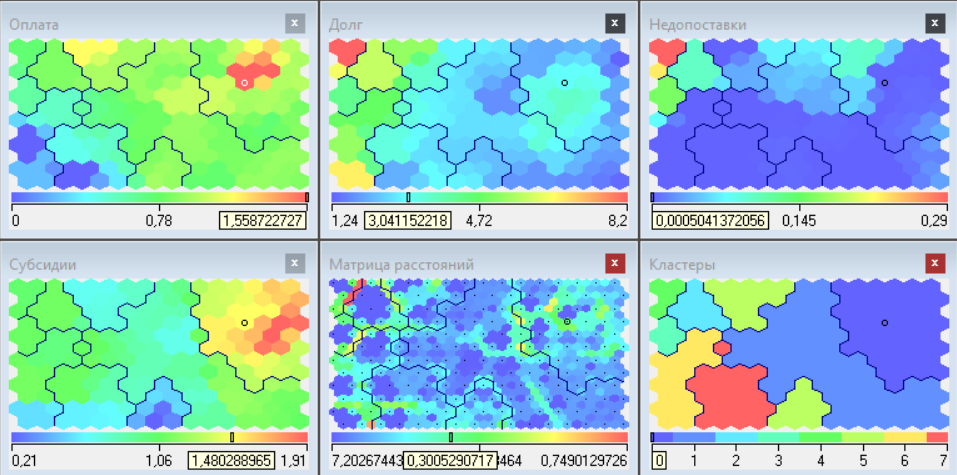 Оплата
x
Долг
x
Недопоставки
x
0
0,78
1,558722727
1,24
3,041152218
4,72
8,2
0,0005041372056
0,145
0,29
Субсидии
x
Матрица расстояний
x
Кластеры
x
0,21
1,06
1,480288965
1,91
7,20267443
0,3005290717
3464
0,7490129726
0
1
2
3
4
5
6
7